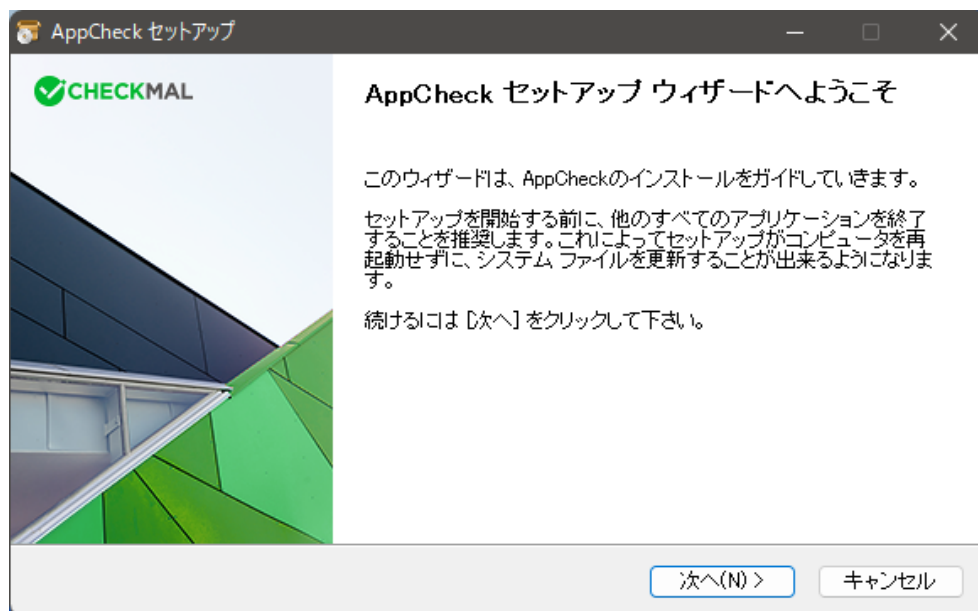 AppCheck セットアップ
CHECKMAL
AppCheck セットアップ ウィザードへようこそ
このウィザードは、AppCheckのインストールをガイドしていきます。
セットアップを開始する前に、他のすべてのアプリケーションを終了
することを推奨します。これによってセットアップがコンピュータを再
起動せずに、システム ファイルを更新することが出来るようになりま
す。
続けるには [次へ] をクリックして下さい。
次へ(N) >
キャンセル